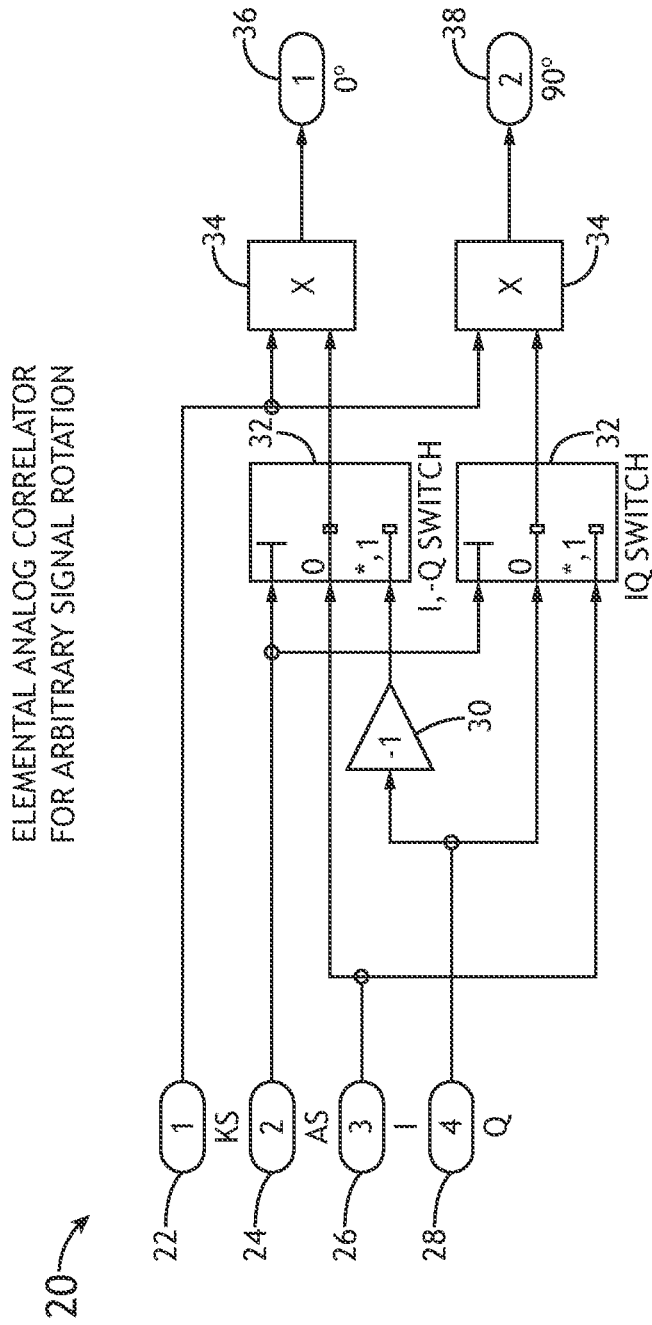 ELEMENTAL ANALOG CORRELATOR
FOR ARBITRARY SIGNAL ROTATION
20
22
1
KS
24
2
AS
26
3
I
28
4
Q
-1
30
32
0
*,1
I,-Q SWITCH
32
0
*,1
IQ SWITCH
34
X
34
X
36
1
0°
38
2
90°